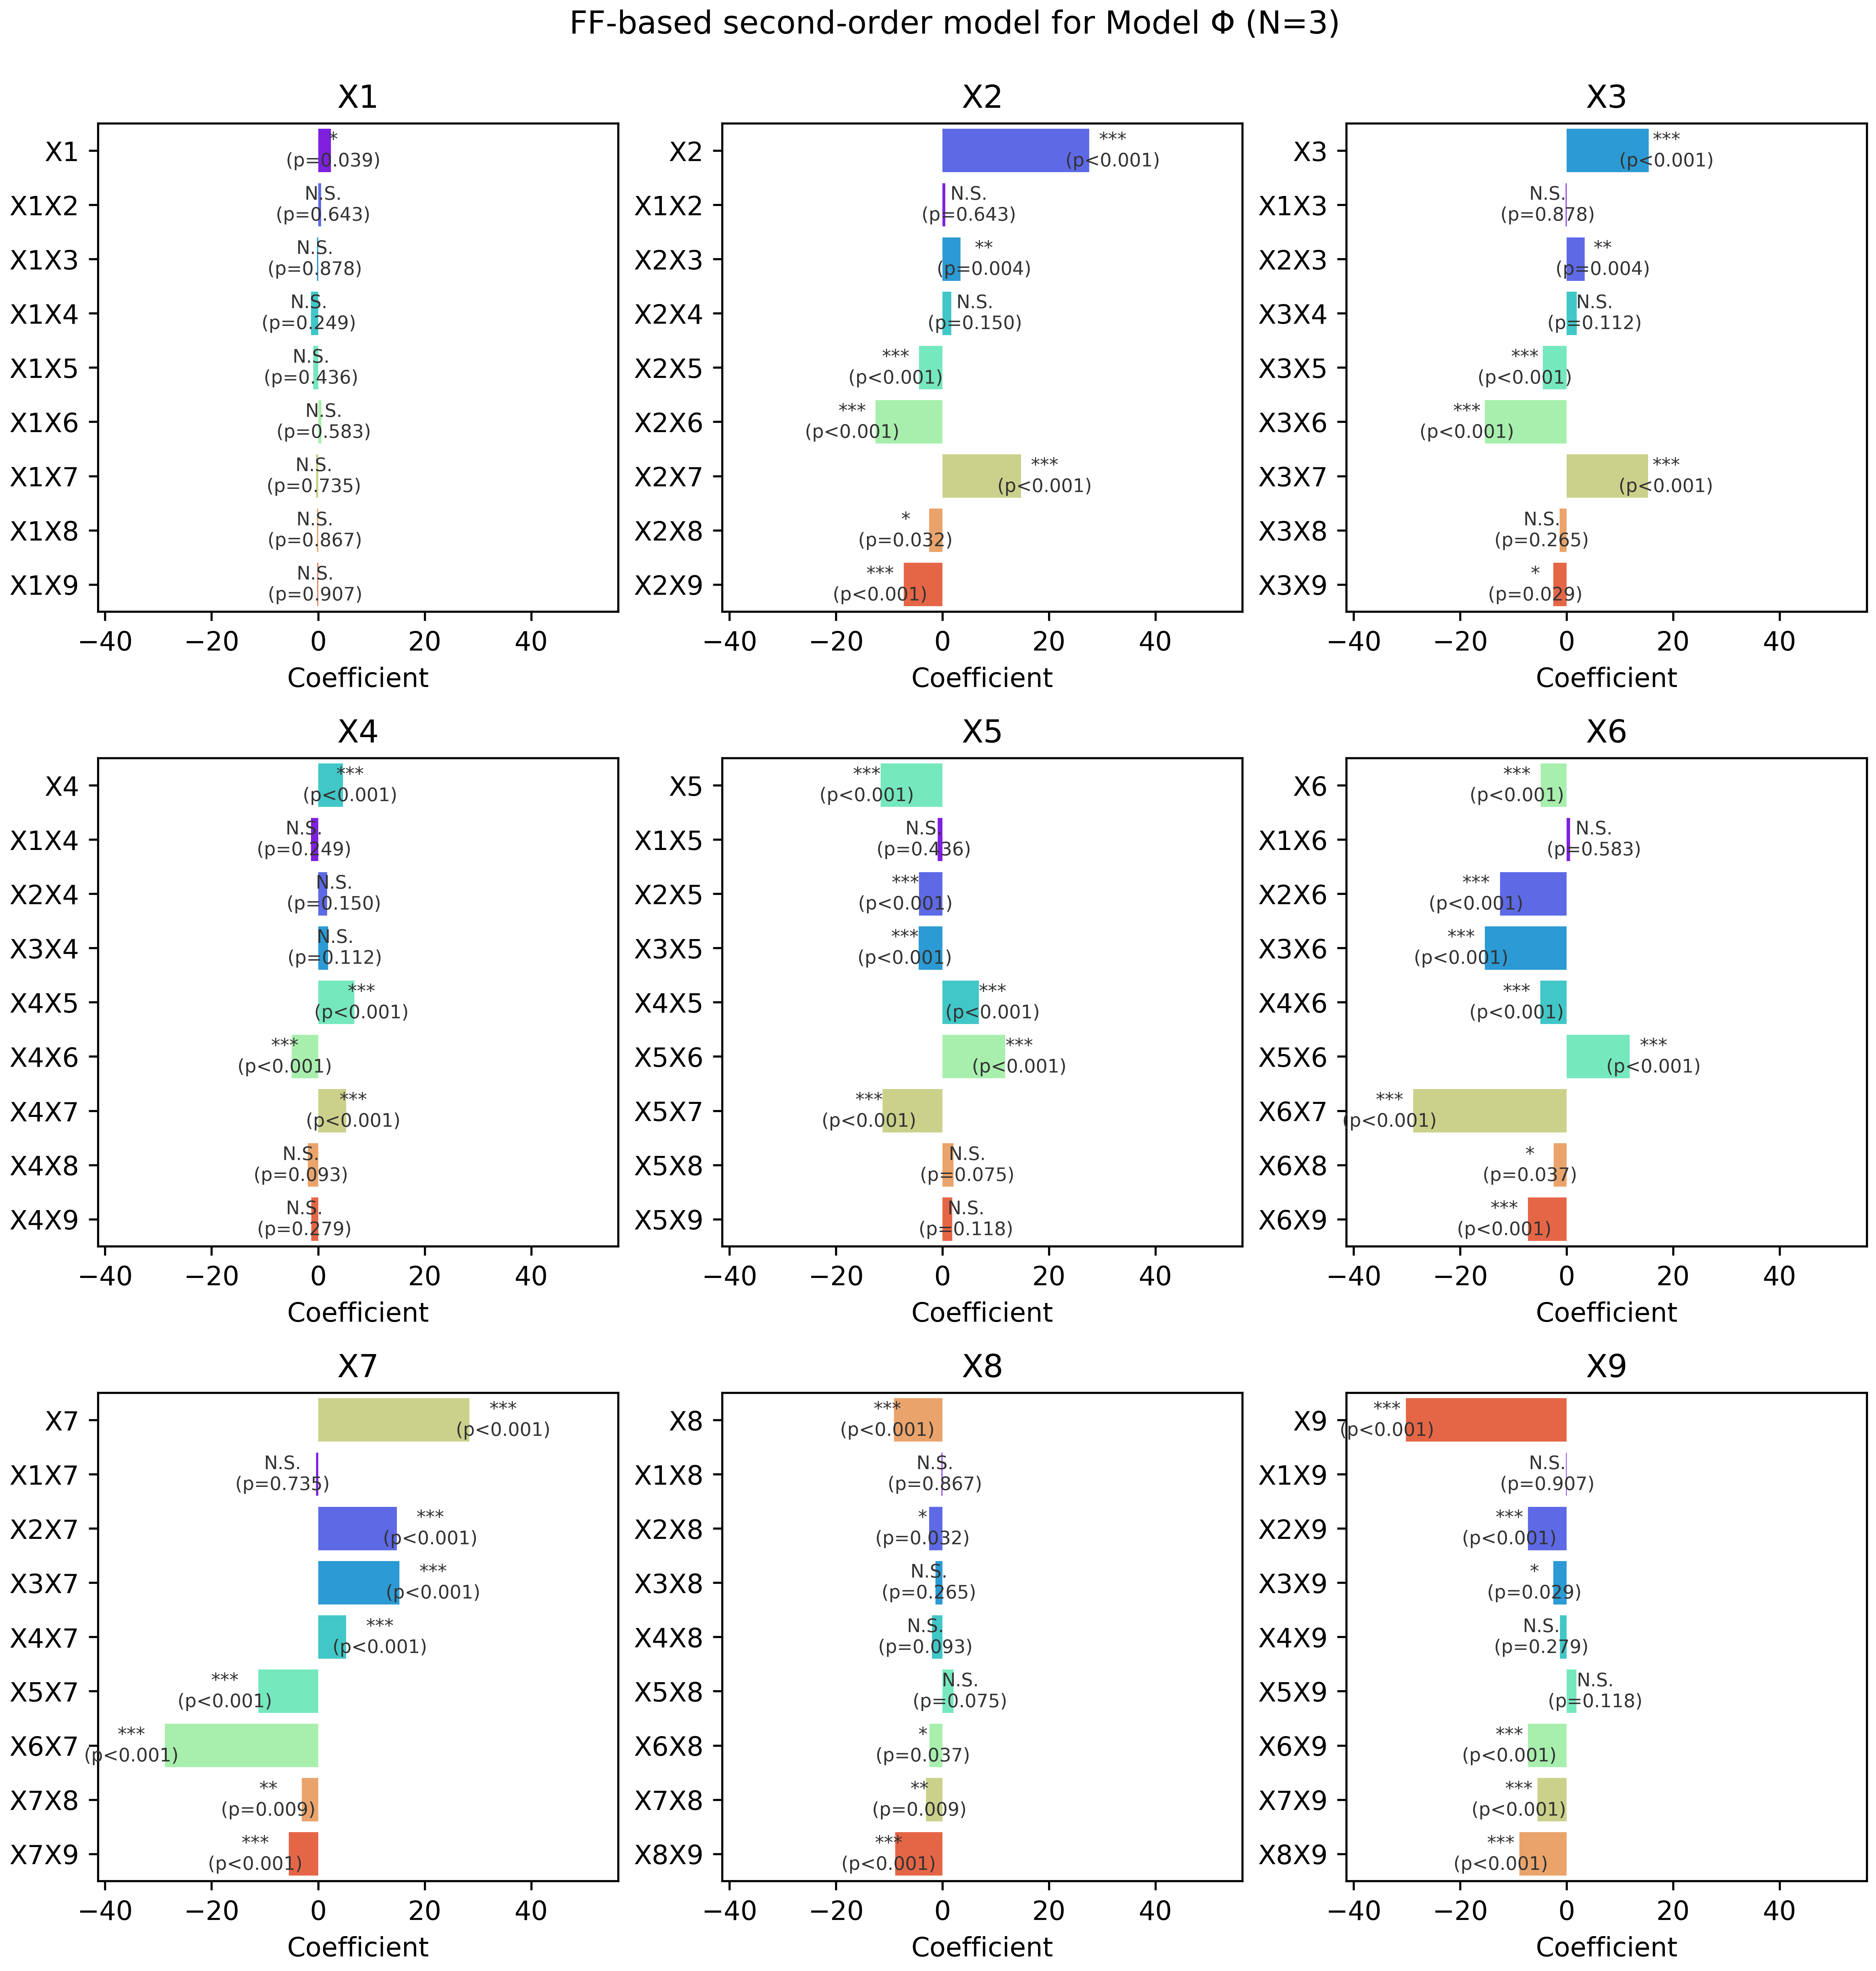 FF-based second-order model for Model Φ (N=3)
X1
X1
*
(p=0.039)
X1X2
N.S.
(p=0.643)
X1X3
N.S.
(p=0.878)
X1X4
N.S.
(p=0.249)
X1X5
N.S.
(p=0.436)
X1X6
N.S.
(p=0.583)
X1X7
N.S.
(p=0.735)
X1X8
N.S.
(p=0.867)
X1X9
N.S.
(p=0.907)
−40 −20 0 20 40
Coefficient
X2
X2
***
(p<0.001)
X1X2
N.S.
(p=0.643)
X2X3
**
(p=0.004)
X2X4
N.S.
(p=0.150)
X2X5
***
(p<0.001)
X2X6
***
(p<0.001)
X2X7
***
(p<0.001)
X2X8
*
(p=0.032)
X2X9
***
(p<0.001)
−40 −20 0 20 40
Coefficient
X3
X3
***
(p<0.001)
X1X3
N.S.
(p=0.878)
X2X3
**
(p=0.004)
X3X4
N.S.
(p=0.112)
X3X5
***
(p<0.001)
X3X6
***
(p<0.001)
X3X7
***
(p<0.001)
X3X8
N.S.
(p=0.265)
X3X9
*
(p=0.029)
−40 −20 0 20 40
Coefficient
X4
X4
***
(p<0.001)
X1X4
N.S.
(p=0.249)
X2X4
N.S.
(p=0.150)
X3X4
N.S.
(p=0.112)
X4X5
***
(p<0.001)
X4X6
***
(p<0.001)
X4X7
***
(p<0.001)
X4X8
N.S.
(p=0.093)
X4X9
N.S.
(p=0.279)
−40 −20 0 20 40
Coefficient
X5
X5
***
(p<0.001)
X1X5
N.S.
(p=0.436)
X2X5
***
(p<0.001)
X3X5
***
(p<0.001)
X4X5
***
(p<0.001)
X5X6
***
(p<0.001)
X5X7
***
(p<0.001)
X5X8
N.S.
(p=0.075)
X5X9
N.S.
(p=0.118)
−40 −20 0 20 40
Coefficient
X6
X6
***
(p<0.001)
X1X6
N.S.
(p=0.583)
X2X6
***
(p<0.001)
X3X6
***
(p<0.001)
X4X6
***
(p<0.001)
X5X6
***
(p<0.001)
X6X7
***
(p<0.001)
X6X8
*
(p=0.037)
X6X9
***
(p<0.001)
−40 −20 0 20 40
Coefficient
X7
X7
***
(p<0.001)
X1X7
N.S.
(p=0.735)
X2X7
***
(p<0.001)
X3X7
***
(p<0.001)
X4X7
***
(p<0.001)
X5X7
***
(p<0.001)
X6X7
***
(p<0.001)
X7X8
**
(p=0.009)
X7X9
***
(p<0.001)
−40 −20 0 20 40
Coefficient
X8
X8
***
(p<0.001)
X1X8
N.S.
(p=0.867)
X2X8
*
(p=0.032)
X3X8
N.S.
(p=0.265)
X4X8
N.S.
(p=0.093)
X5X8
N.S.
(p=0.075)
X6X8
*
(p=0.037)
X7X8
**
(p=0.009)
X8X9
***
(p<0.001)
−40 −20 0 20 40
Coefficient
X9
X9
***
(p<0.001)
X1X9
N.S.
(p=0.907)
X2X9
***
(p<0.001)
X3X9
*
(p=0.029)
X4X9
N.S.
(p=0.279)
X5X9
N.S.
(p=0.118)
X6X9
***
(p<0.001)
X7X9
***
(p<0.001)
X8X9
***
(p<0.001)
−40 −20 0 20 40
Coefficient